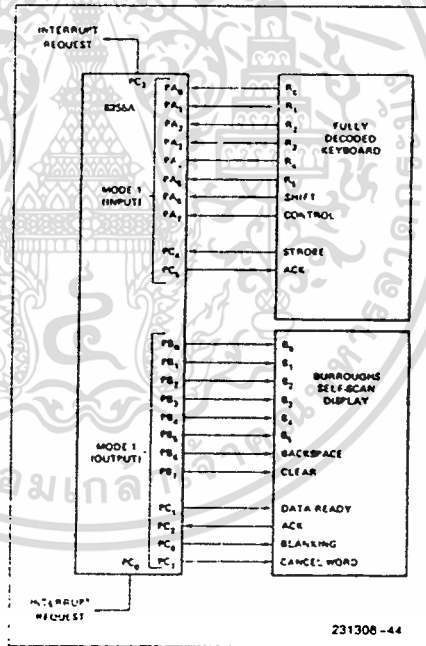 INTERRUPT
REQUEST
PC3
8255A
MODE 1
(INPUT)
PA0 R0
PA1 R1
PA2 R2
PA3 R3
PA4 R4
PA5 R5
PA6 SHIFT
PA7 CONTROL
PC4 STROBE
PC5 ACK
FULLY
DECODED
KEYBOARD
MODE 1
(OUTPUT)
PB0 B0
PB1 B1
PB2 B2
PB3 B3
PB4 B4
PB5 B5
PB6 BACKSPACE
PB7 CLEAR
PC1 DATA READY
PC2 ACK
PC6 BLANKING
PC7 CANCEL WORD
BURROUGHS
SELF-SCAN
DISPLAY
PC0
INTERRUPT
REQUEST
231308-44